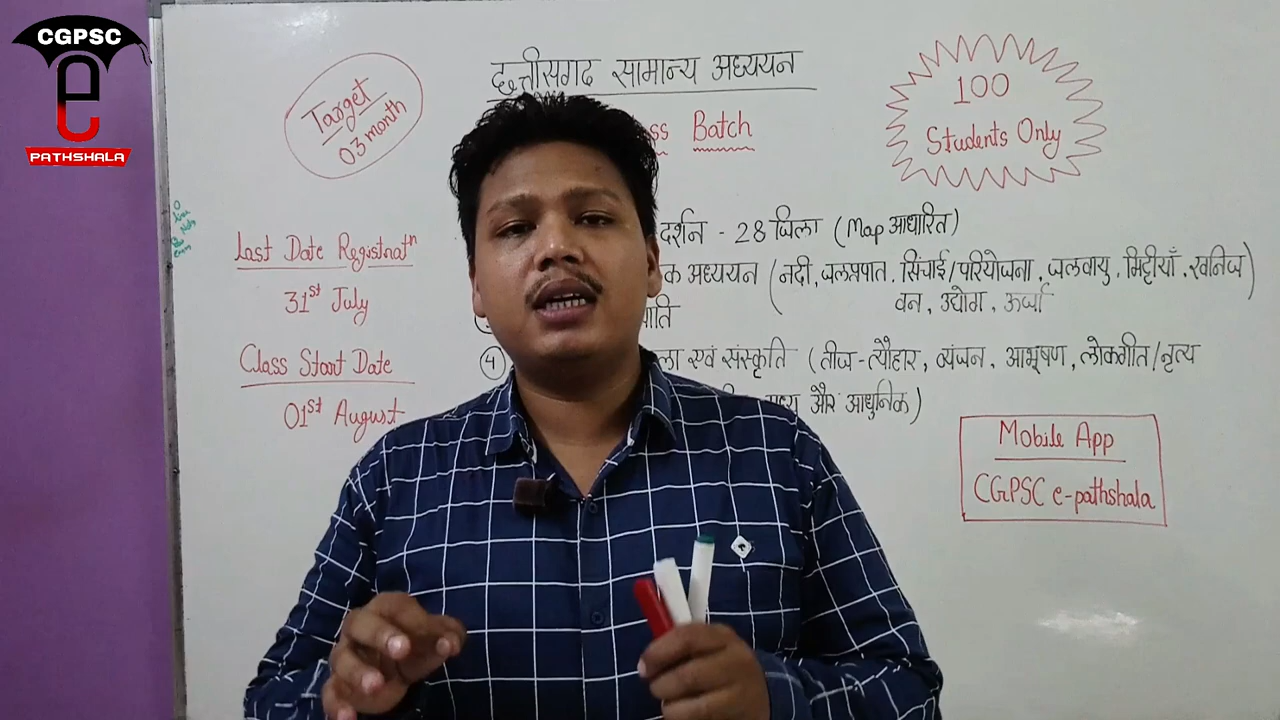 CGPSC
e
PATHSHALA
Target
03 month
छत्तीसगढ सामान्य अध्ययन
Batch
100
Students Only
Last Date Registratⁿ
31st July
Class Start Date
01st August
दर्शन - 28 जिला (Map आधारित)
अध्ययन (नदी, जलप्रपात, सिंचाई/परियोजना, जलवायु, मिट्टीयाँ, खनिज)
वन, उद्योग, ऊर्जा
4
एवं संस्कृति (तीज-त्यौहार, व्यंजन, आभूषण, लोकगीत/नृत्य
और आधुनिक)
Mobile App
CGPSC e-pathshala